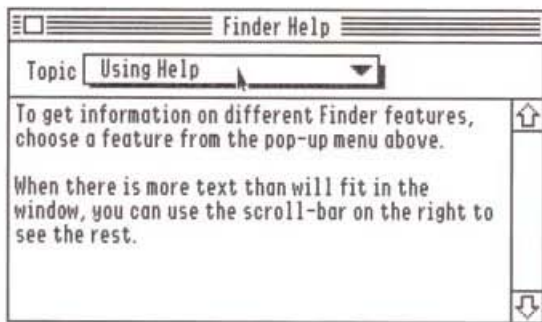 Finder Help
Topic Using Help
To get information on different Finder features,
choose a feature from the pop-up menu above.
When there is more text than will fit in the
window, you can use the scroll-bar on the right to
see the rest.